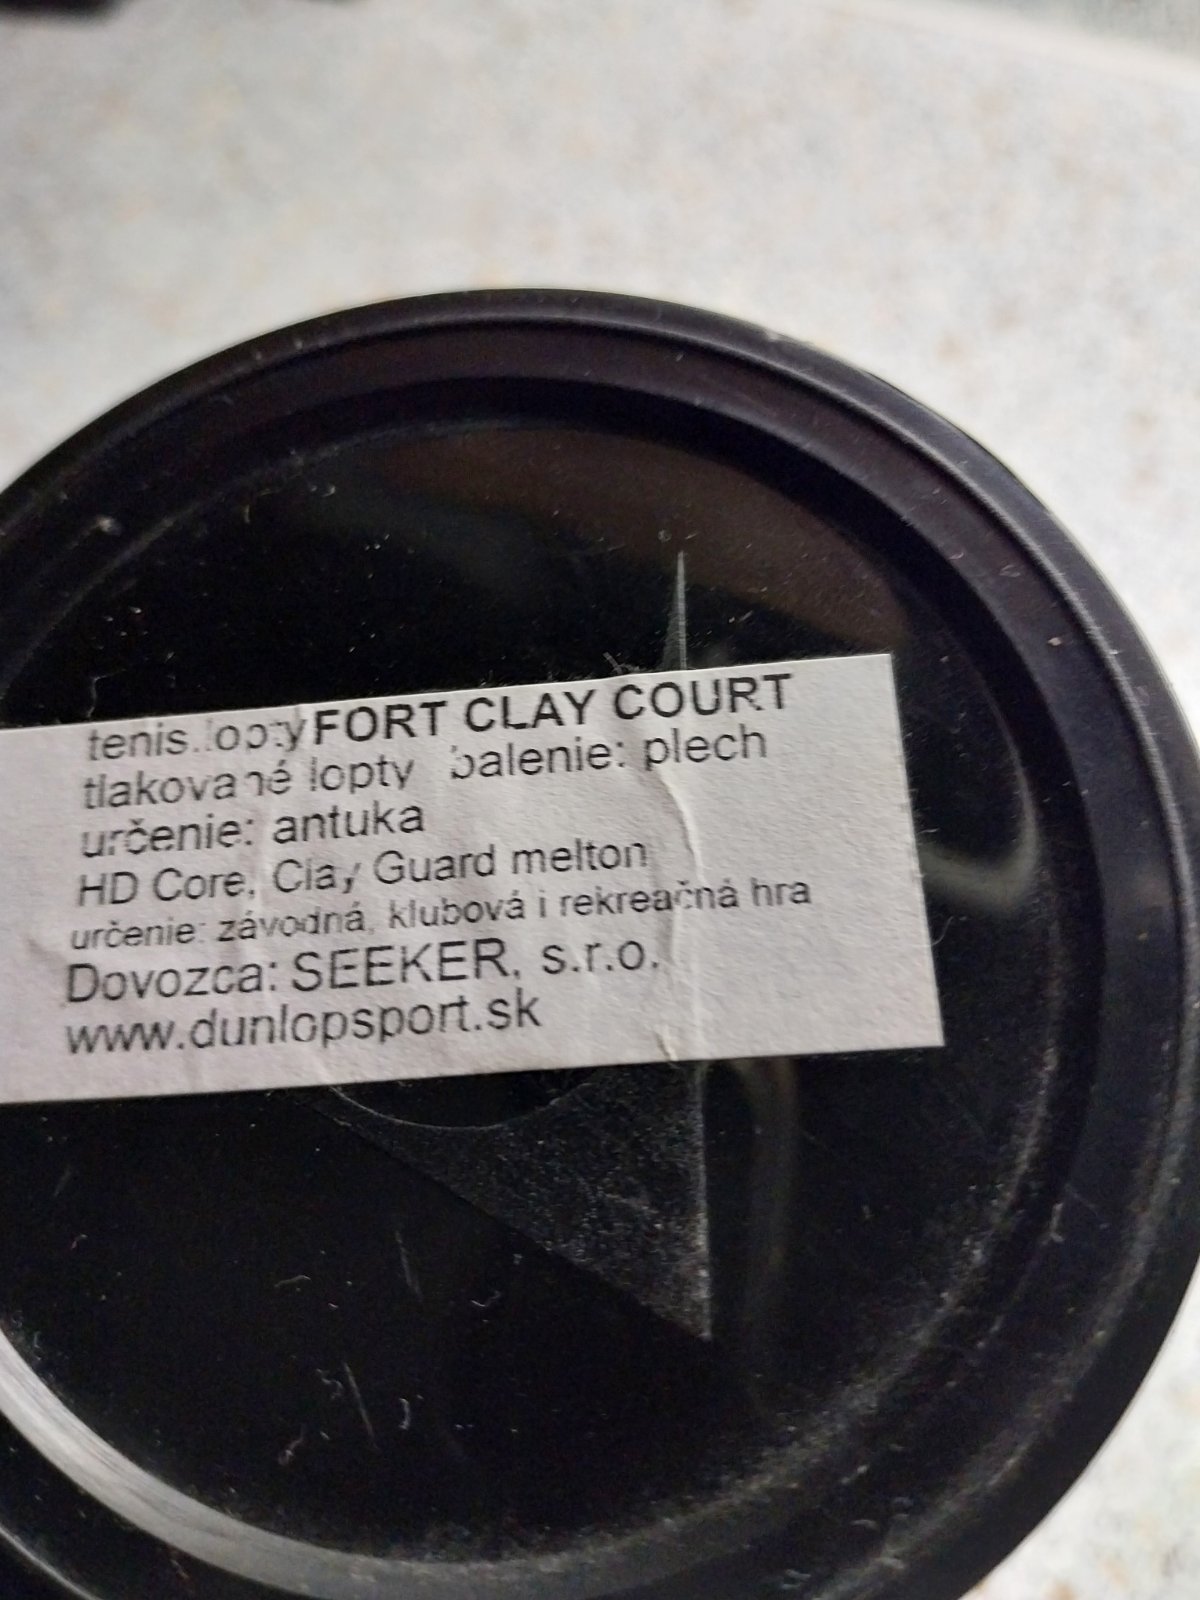 tenis.lopty FORT CLAY COURT
tlakované lopty balenie: plech
určenie: antuka
HD Core, Clay Guard melton
určenie: závodná, klubová i rekreačná hra
Dovozca: SEEKER, s.r.o.
www.dunlopsport.sk